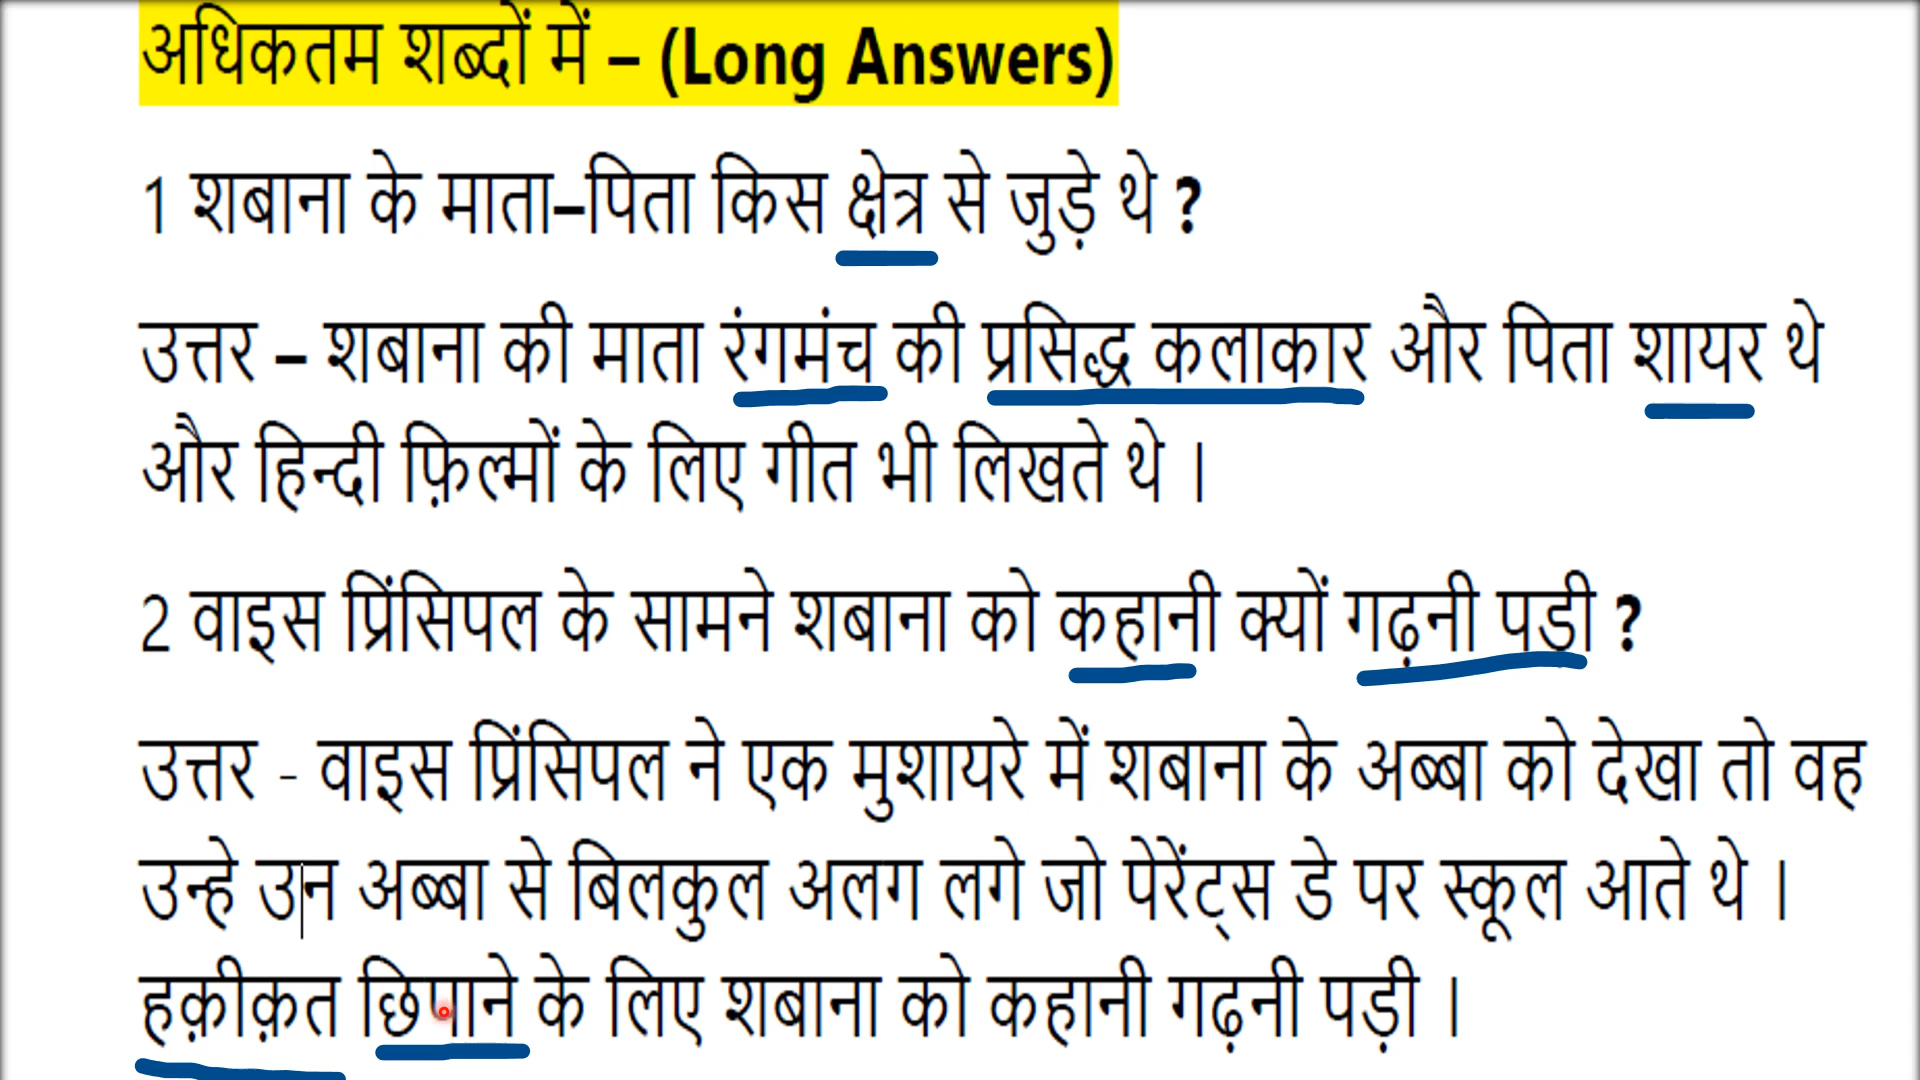 अधिकतम शब्दों में – (Long Answers)
1 शबाना के माता–पिता किस क्षेत्र से जुड़े थे ?
उत्तर – शबाना की माता रंगमंच की प्रसिद्ध कलाकार और पिता शायर थे
और हिन्दी फ़िल्मों के लिए गीत भी लिखते थे ।
2 वाइस प्रिंसिपल के सामने शबाना को कहानी क्यों गढ़नी पड़ी ?
उत्तर - वाइस प्रिंसिपल ने एक मुशायरे में शबाना के अब्बा को देखा तो वह
उन्हे उन अब्बा से बिलकुल अलग लगे जो पेरेंट्स डे पर स्कूल आते थे ।
हक़ीक़त छिपाने के लिए शबाना को कहानी गढ़नी पड़ी ।